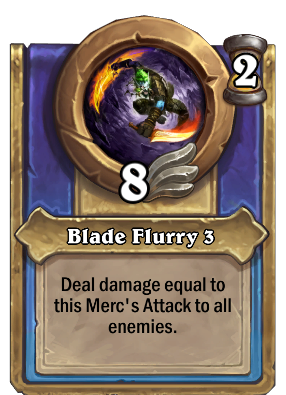 2
8
Blade Flurry 3
Deal damage equal to
this Merc's Attack to all
enemies.